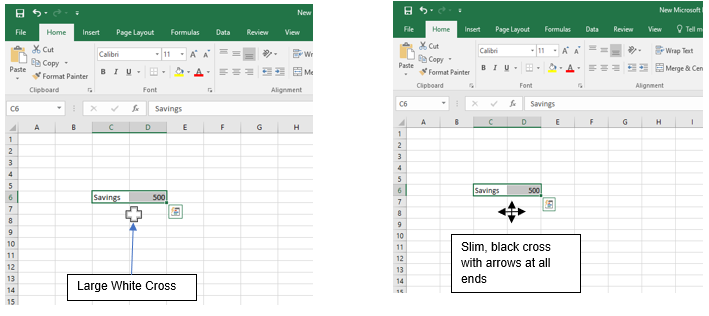 New
File Home Insert Page Layout Formulas Data Review View
Cut
Copy
Format Painter
Paste
Calibri 11 A A
B I U A
Clipboard Font Alignment
C6 fx Savings
A B C D E F G H
1
2
3
4
5
6 Savings 500
7
8
9
10
11
12
13
14
15
Large White Cross
New Microsoft
File Home Insert Page Layout Formulas Data Review View Tell m
Cut
Copy
Format Painter
Paste
Calibri 11 A A
B I U A
Wrap Text
Merge & Cen
Clipboard Font Alignment
C6 fx Savings
A B C D E F G H I
1
2
3
4
5
6 Savings 500
7
8
9
10
11
12
13
14
15
Slim, black cross
with arrows at all
ends